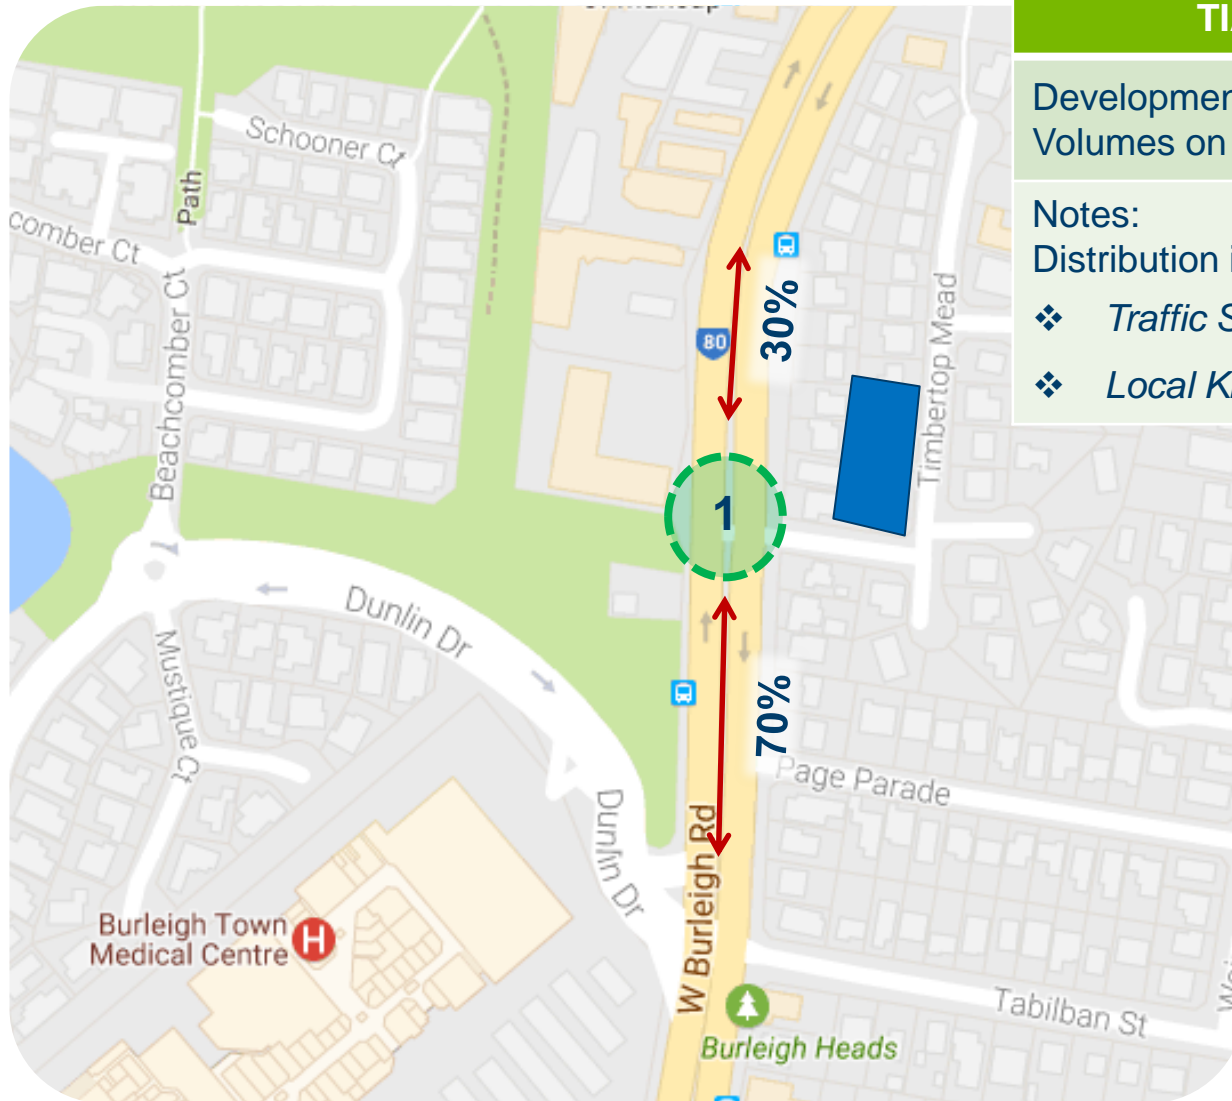 TI
Developmen
Volumes on
Notes:
Distribution i
❖ Traffic S
❖ Local K
Schooner Ct
Path
comber Ct
Beachcomber Ct
80
30%
Timbertop Mead
1
Dunlin Dr
Mustique Ct
70%
Page Parade
Dunlin Dr
W Burleigh Rd
Burleigh Town
Medical Centre
H
Tabilban St
Burleigh Heads